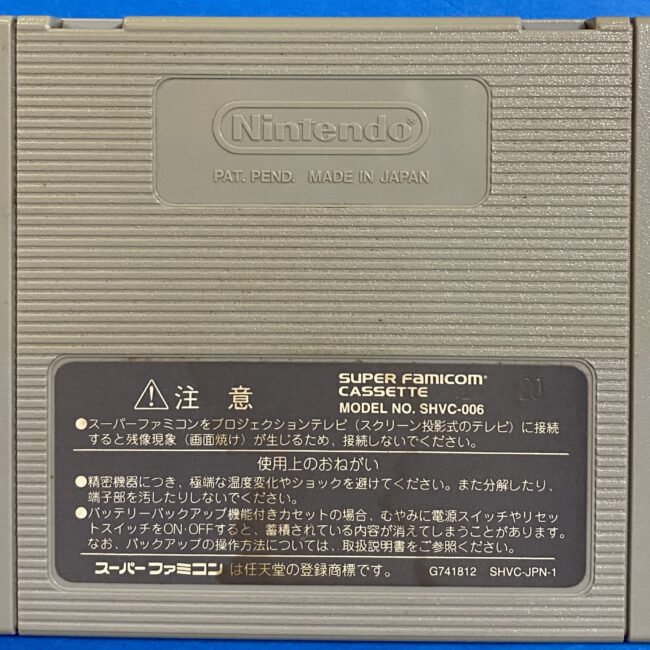 Nintendo®
PAT. PEND. MADE IN JAPAN
⚠注意
SUPER FAMICOM®
CASSETTE
MODEL NO. SHVC-006
●スーパーファミコンをプロジェクションテレビ(スクリーン投影式のテレビ)に接続
すると残像現象(画面焼け)が生じるため、接続しないでください。
使用上のおねがい
●精密機器につき、極端な温度変化やショックを避けてください。また分解したり、
端子部を汚したりしないでください。
●バッテリーバックアップ機能付きカセットの場合、むやみに電源スイッチやリセッ
トスイッチをON・OFFすると、蓄積されている内容が消えてしまうことがあります。
なお、バックアップの操作方法については、取扱説明書をご参照ください。
スーパーファミコンは任天堂の登録商標です。 G741812 SHVC-JPN-1